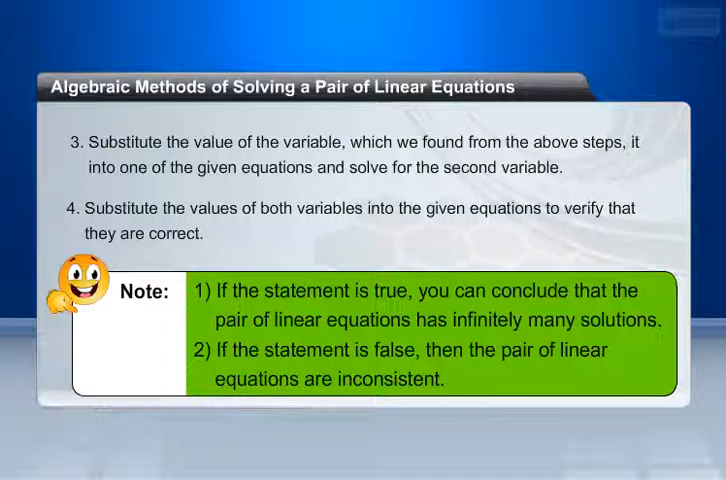 Algebraic Methods of Solving a Pair of Linear Equations
3. Substitute the value of the variable, which we found from the above steps, it
into one of the given equations and solve for the second variable.
4. Substitute the values of both variables into the given equations to verify that
they are correct.
Note:
1) If the statement is true, you can conclude that the
pair of linear equations has infinitely many solutions.
2) If the statement is false, then the pair of linear
equations are inconsistent.